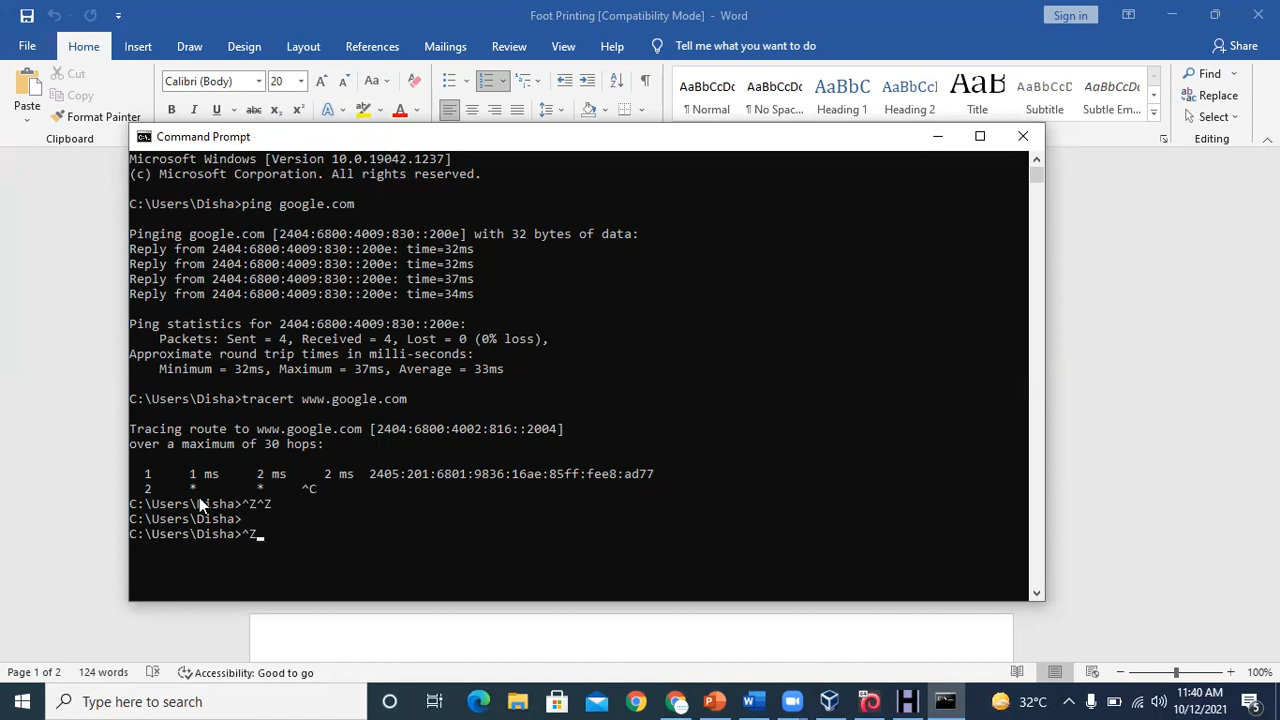 Foot Printing [Compatibility Mode] - Word
Sign in
File Home Insert Draw Design Layout References Mailings Review View Help Tell me what you want to do Share
Paste
Cut
Copy
Format Painter
Clipboard
Calibri (Body) 20
AaBbCcDc AaBbCcDc AaBbC AaBbCcD AaB AaBbCcD AaBbCcDc
¶ Normal ¶ No Spac... Heading 1 Heading 2 Title Subtitle Subtle Em...
Find
Replace
Select
Editing
Command Prompt
Microsoft Windows [Version 10.0.19042.1237]
(c) Microsoft Corporation. All rights reserved.
C:\Users\Disha>ping google.com
Pinging google.com [2404:6800:4009:830::200e] with 32 bytes of data:
Reply from 2404:6800:4009:830::200e: time=32ms
Reply from 2404:6800:4009:830::200e: time=32ms
Reply from 2404:6800:4009:830::200e: time=37ms
Reply from 2404:6800:4009:830::200e: time=34ms
Ping statistics for 2404:6800:4009:830::200e:
Packets: Sent = 4, Received = 4, Lost = 0 (0% loss),
Approximate round trip times in milli-seconds:
Minimum = 32ms, Maximum = 37ms, Average = 33ms
C:\Users\Disha>tracert www.google.com
Tracing route to www.google.com [2404:6800:4002:816::2004]
over a maximum of 30 hops:
1 1 ms 2 ms 2 ms 2405:201:6801:9836:16ae:85ff:fee8:ad77
2 * * ^C
C:\Users\Disha>^Z^Z
C:\Users\Disha>
C:\Users\Disha>^Z_
Page 1 of 2 124 words Accessibility: Good to go 100%
Type here to search
32°C
11:40 AM
10/12/2021
5